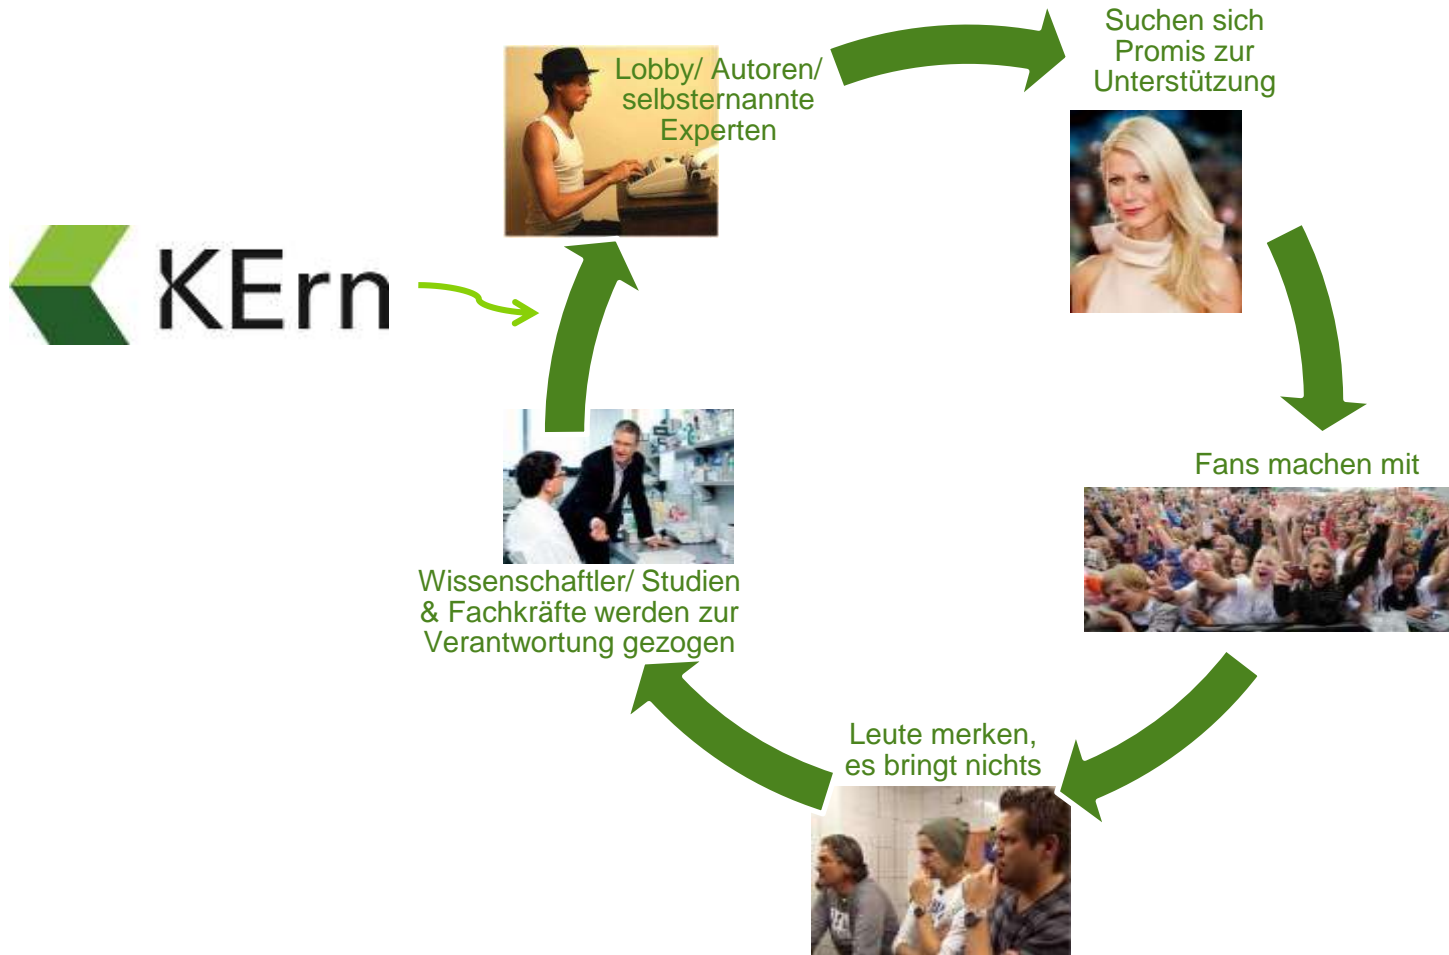 Lobby/ Autoren/
selbsternannte
Experten
Suchen sich
Promis zur
Unterstützung
Fans machen mit
Leute merken,
es bringt nichts
Wissenschaftler/ Studien
& Fachkräfte werden zur
Verantwortung gezogen
KErn